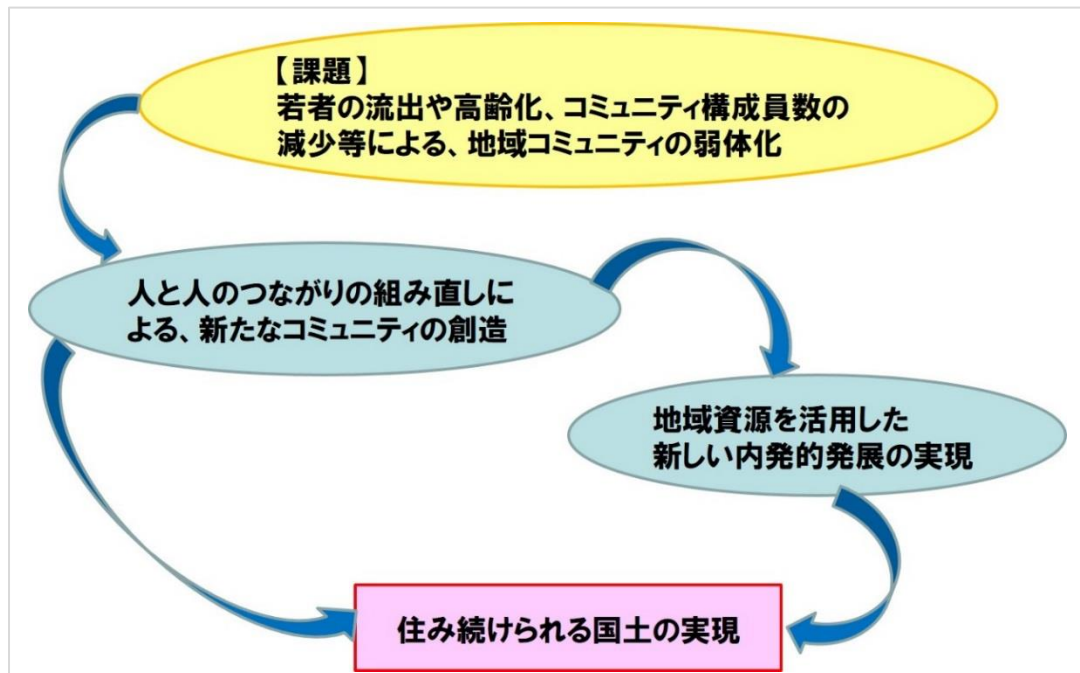 【課題】
若者の流出や高齢化、コミュニティ構成員数の
減少等による、地域コミュニティの弱体化
人と人のつながりの組み直しに
よる、新たなコミュニティの創造
地域資源を活用した
新しい内発的発展の実現
住み続けられる国土の実現